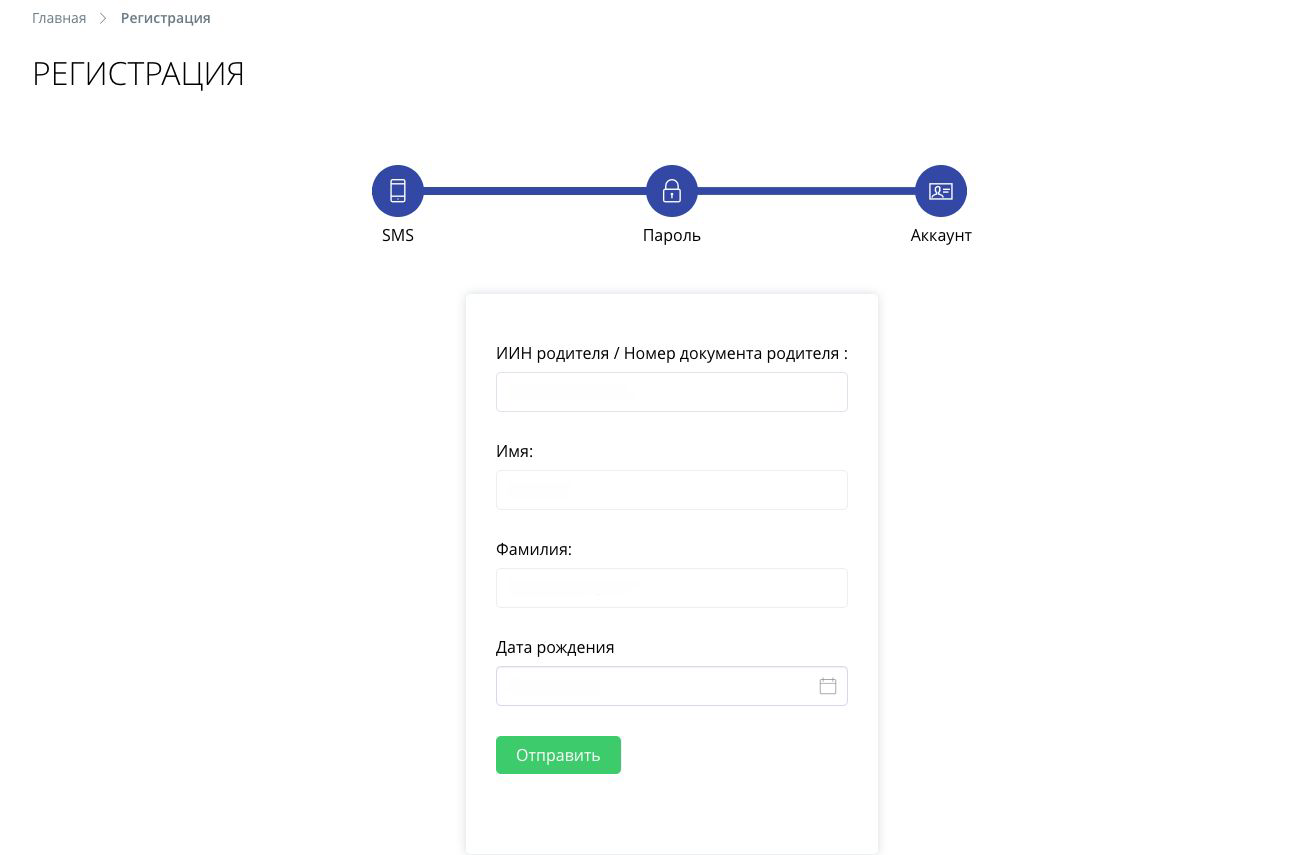 Главная > Регистрация
РЕГИСТРАЦИЯ
SMS Пароль Аккаунт
ИИН родителя / Номер документа родителя :
Имя:
Фамилия:
Дата рождения
Отправить